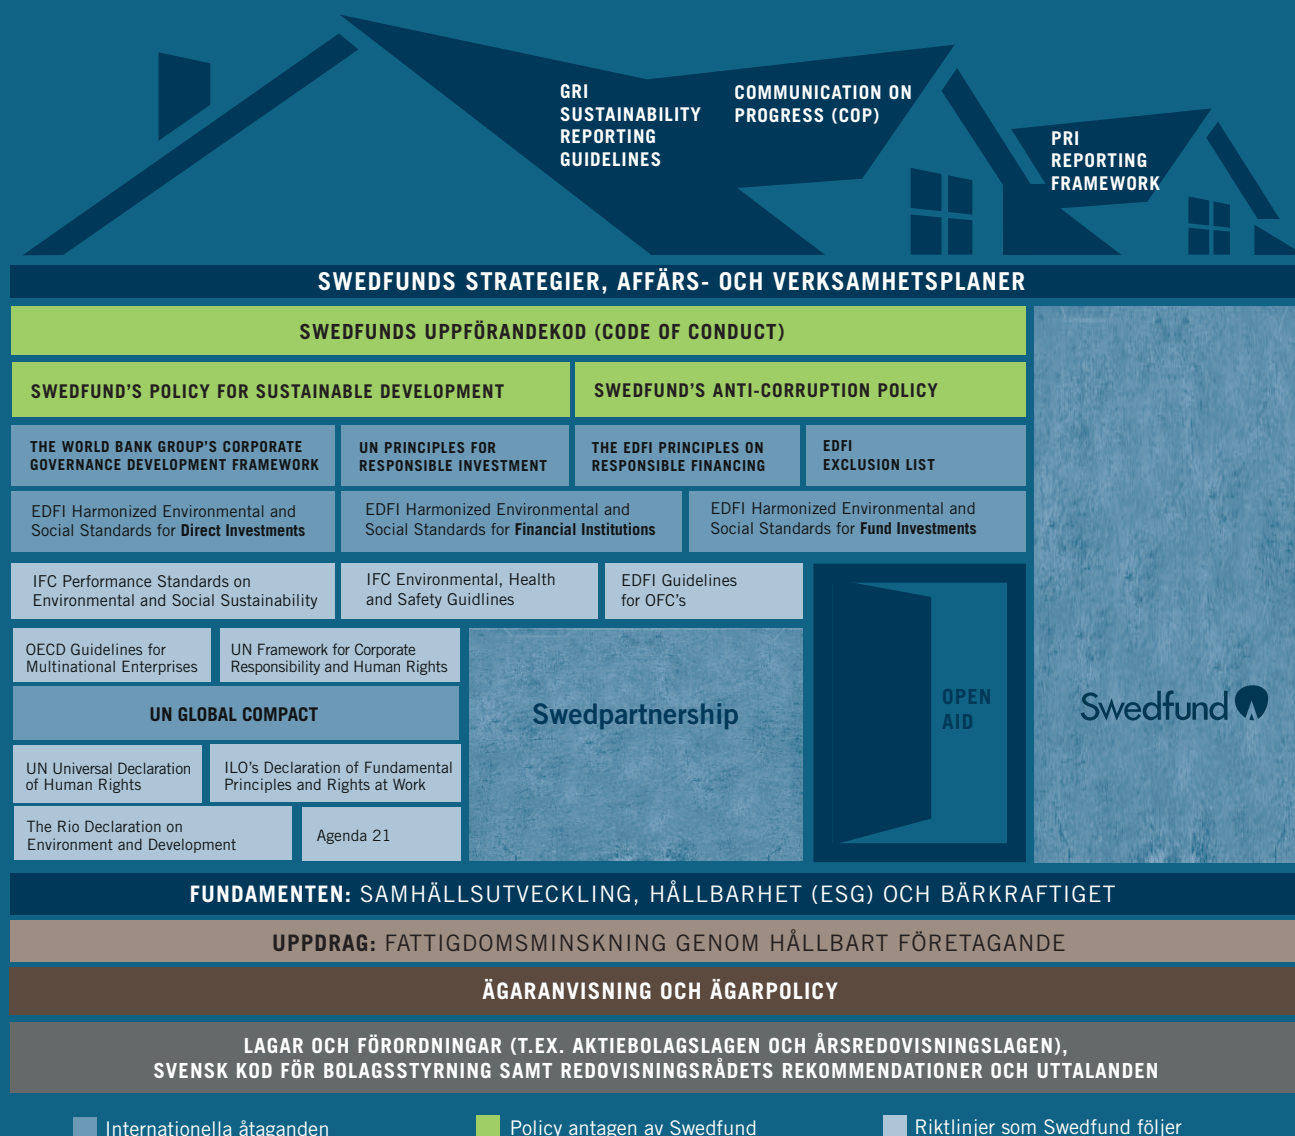 GRI
SUSTAINABILITY
REPORTING
GUIDELINES
COMMUNICATION ON
PROGRESS (COP)
PRI
REPORTING
FRAMEWORK
SWEDFUNDS STRATEGIER, AFFÄRS- OCH VERKSAMHETSPLANER
SWEDFUNDS UPPFÖRANDEKOD (CODE OF CONDUCT)
SWEDFUND'S POLICY FOR SUSTAINABLE DEVELOPMENT
SWEDFUND'S ANTI-CORRUPTION POLICY
THE WORLD BANK GROUP'S CORPORATE
GOVERNANCE DEVELOPMENT FRAMEWORK
UN PRINCIPLES FOR
RESPONSIBLE INVESTMENT
THE EDFI PRINCIPLES ON
RESPONSIBLE FINANCING
EDFI
EXCLUSION LIST
EDFI Harmonized Environmental and
Social Standards for Direct Investments
EDFI Harmonized Environmental and
Social Standards for Financial Institutions
EDFI Harmonized Environmental and
Social Standards for Fund Investments
IFC Performance Standards on
Environmental and Social Sustainability
IFC Environmental, Health
and Safety Guidlines
EDFI Guidelines
for OFC's
OECD Guidelines for
Multinational Enterprises
UN Framework for Corporate
Responsibility and Human Rights
UN GLOBAL COMPACT
UN Universal Declaration
of Human Rights
ILO's Declaration of Fundamental
Principles and Rights at Work
The Rio Declaration on
Environment and Development
Agenda 21
Swedpartnership
OPEN
AID
Swedfund
FUNDAMENTEN: SAMHÄLLSUTVECKLING, HÅLLBARHET (ESG) OCH BÄRKRAFTIGET
UPPDRAG: FATTIGDOMSMINSKNING GENOM HÅLLBART FÖRETAGANDE
ÄGARANVISNING OCH ÄGARPOLICY
LAGAR OCH FÖRORDNINGAR (T.EX. AKTIEBOLAGSLAGEN OCH ÅRSREDOVISNINGSLAGEN),
SVENSK KOD FÖR BOLAGSSTYRNING SAMT REDOVISNINGSRÅDETS REKOMMENDATIONER OCH UTTALANDEN
Internationella åtaganden
Policy antagen av Swedfund
Riktlinjer som Swedfund följer